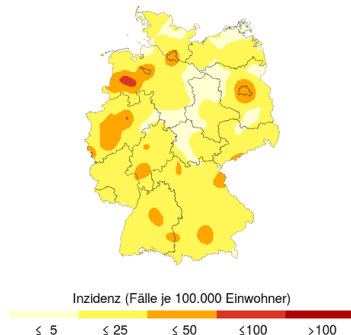 Inzidenz (Fälle je 100.000 Einwohner)
≤ 5 ≤ 25 ≤ 50 ≤100 >100